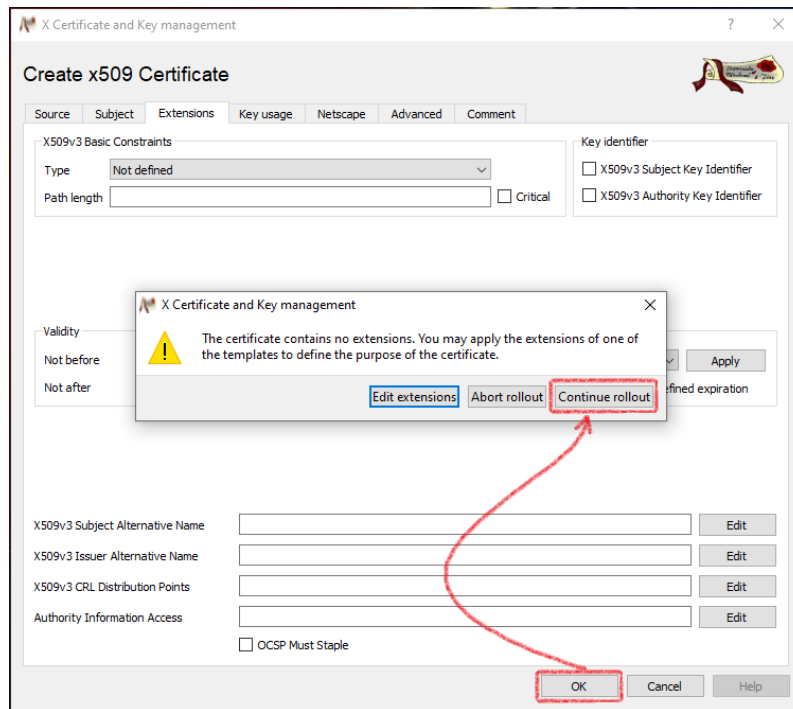 X Certificate and Key management
?
Create x509 Certificate
Source Subject Extensions Key usage Netscape Advanced Comment
X509v3 Basic Constraints
Key identifier
Type Not defined
X509v3 Subject Key Identifier
Path length
Critical
X509v3 Authority Key Identifier
X Certificate and Key management
Validity
The certificate contains no extensions. You may apply the extensions of one of
the templates to define the purpose of the certificate.
Not before
Apply
Not after
Edit extensions Abort rollout Continue rollout
expiration
X509v3 Subject Alternative Name
Edit
X509v3 Issuer Alternative Name
Edit
X509v3 CRL Distribution Points
Edit
Authority Information Access
Edit
OCSP Must Staple
OK Cancel Help